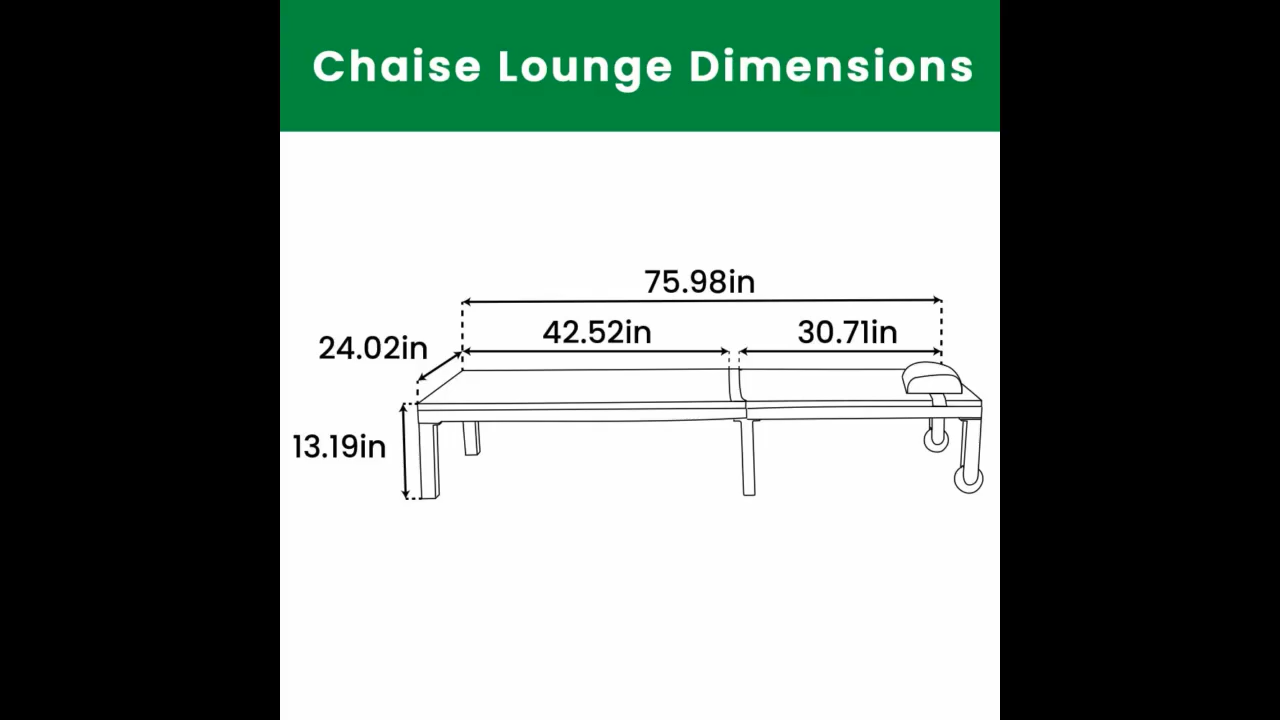 Chaise Lounge Dimensions
75.98in
42.52in
30.71in
24.02in
13.19in